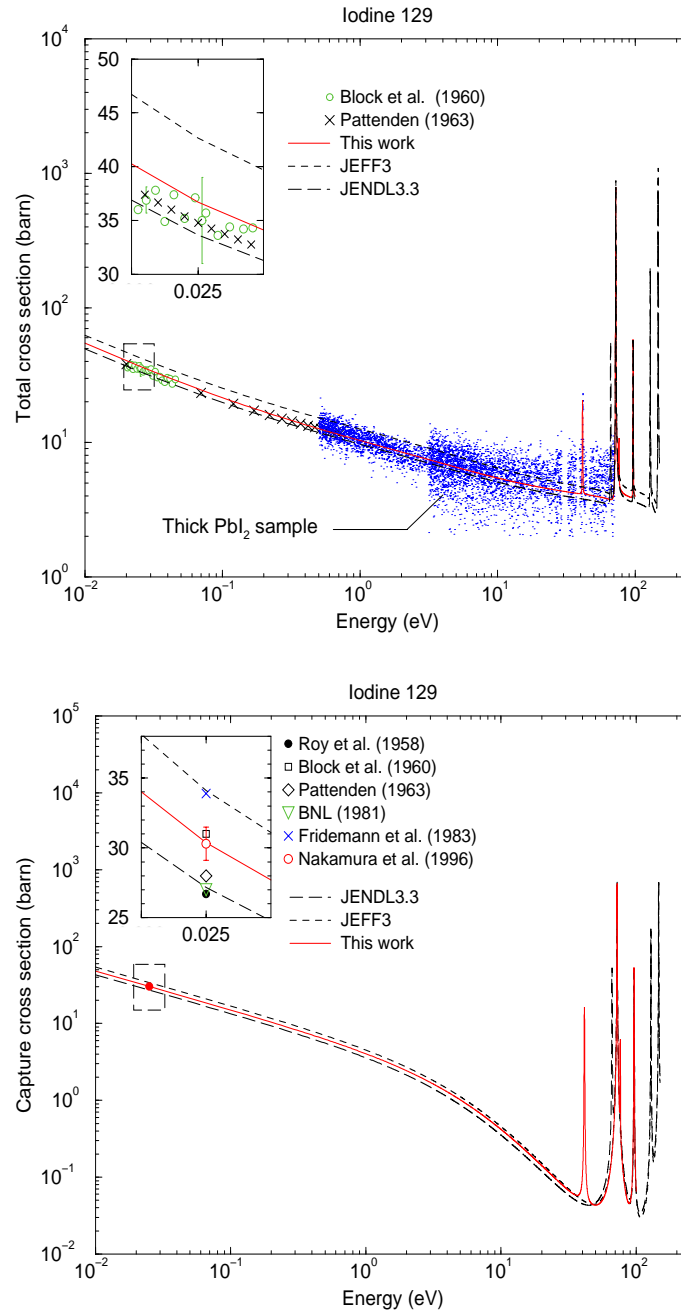 Iodine 129
10^4
10^3
10^2
10^1
10^0
Total cross section (barn)
50
45
40
35
30
0.025
Block et al. (1960)
Pattenden (1963)
This work
JEFF3
JENDL3.3
Thick PbI₂ sample
10^-2 10^-1 10^0 10^1 10^2
Energy (eV)
Iodine 129
10^5
10^4
10^3
10^2
10^1
10^0
10^-1
10^-2
Capture cross section (barn)
35
33
30
28
25
0.025
Roy et al. (1958)
Block et al. (1960)
Pattenden (1963)
BNL (1981)
Fridemann et al. (1983)
Nakamura et al. (1996)
JENDL3.3
JEFF3
This work
10^-2 10^-1 10^0 10^1 10^2
Energy (eV)